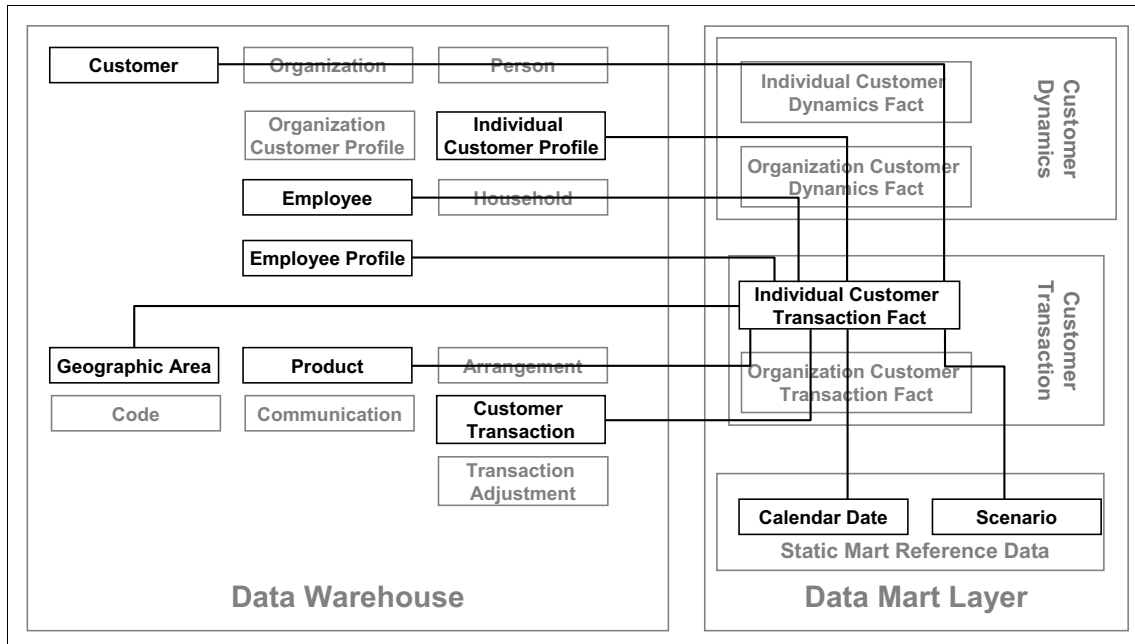 Customer
Organization
Person
Organization
Customer Profile
Individual
Customer Profile
Employee
Household
Employee Profile
Geographic Area
Product
Arrangement
Code
Communication
Customer
Transaction
Transaction
Adjustment
Data Warehouse
Individual Customer
Dynamics Fact
Organization Customer
Dynamics Fact
Customer
Dynamics
Individual Customer
Transaction Fact
Organization Customer
Transaction Fact
Customer
Transaction
Calendar Date
Scenario
Static Mart Reference Data
Data Mart Layer